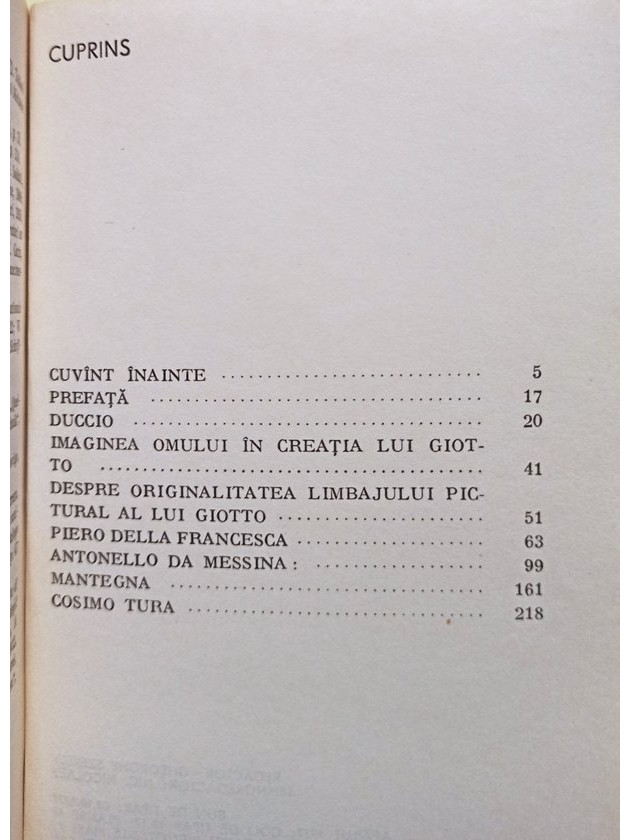 CUPRINS
CUVÎNT ÎNAINTE .............................. 5
PREFAȚĂ .................................... 17
DUCCIO ...................................... 20
IMAGINEA OMULUI ÎN CREAȚIA LUI GIOT-
TO .......................................... 41
DESPRE ORIGINALITATEA LIMBAJULUI PIC-
TURAL AL LUI GIOTTO ....................... 51
PIERO DELLA FRANCESCA ..................... 63
ANTONELLO DA MESSINA: ................... 99
MANTEGNA .................................. 161
COSIMO TURA ................................ 218